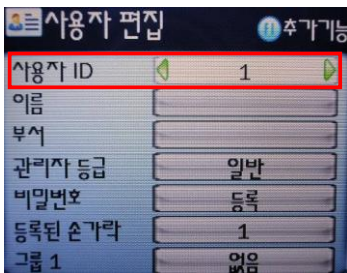 사용자 편집
f1 추가기능
사용자 ID 1
이름
부서
관리자 등급 일반
비밀번호 등록
등록된 손가락 1
그룹 1 없음